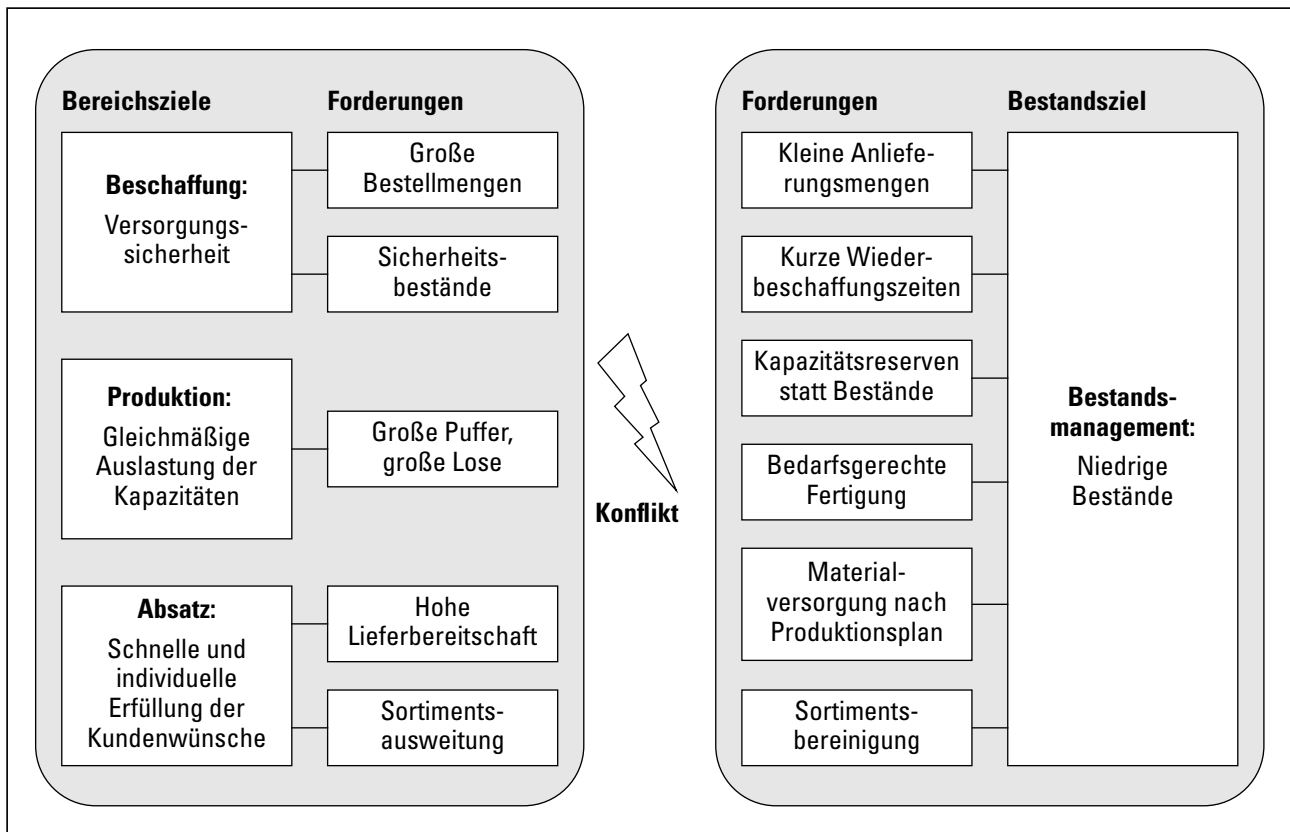 Bereichsziele
Forderungen
Beschaffung:
Versorgungs-
sicherheit
Große
Bestellmengen
Sicherheits-
bestände
Produktion:
Gleichmäßige
Auslastung der
Kapazitäten
Große Puffer,
große Lose
Absatz:
Schnelle und
individuelle
Erfüllung der
Kundenwünsche
Hohe
Lieferbereitschaft
Sortiments-
ausweitung
Konflikt
Forderungen
Bestandsziel
Kleine Anliefe-
rungsmengen
Kurze Wieder-
beschaffungszeiten
Kapazitätsreserven
statt Bestände
Bedarfsgerechte
Fertigung
Material-
versorgung nach
Produktionsplan
Sortiments-
bereinigung
Bestands-
management:
Niedrige
Bestände